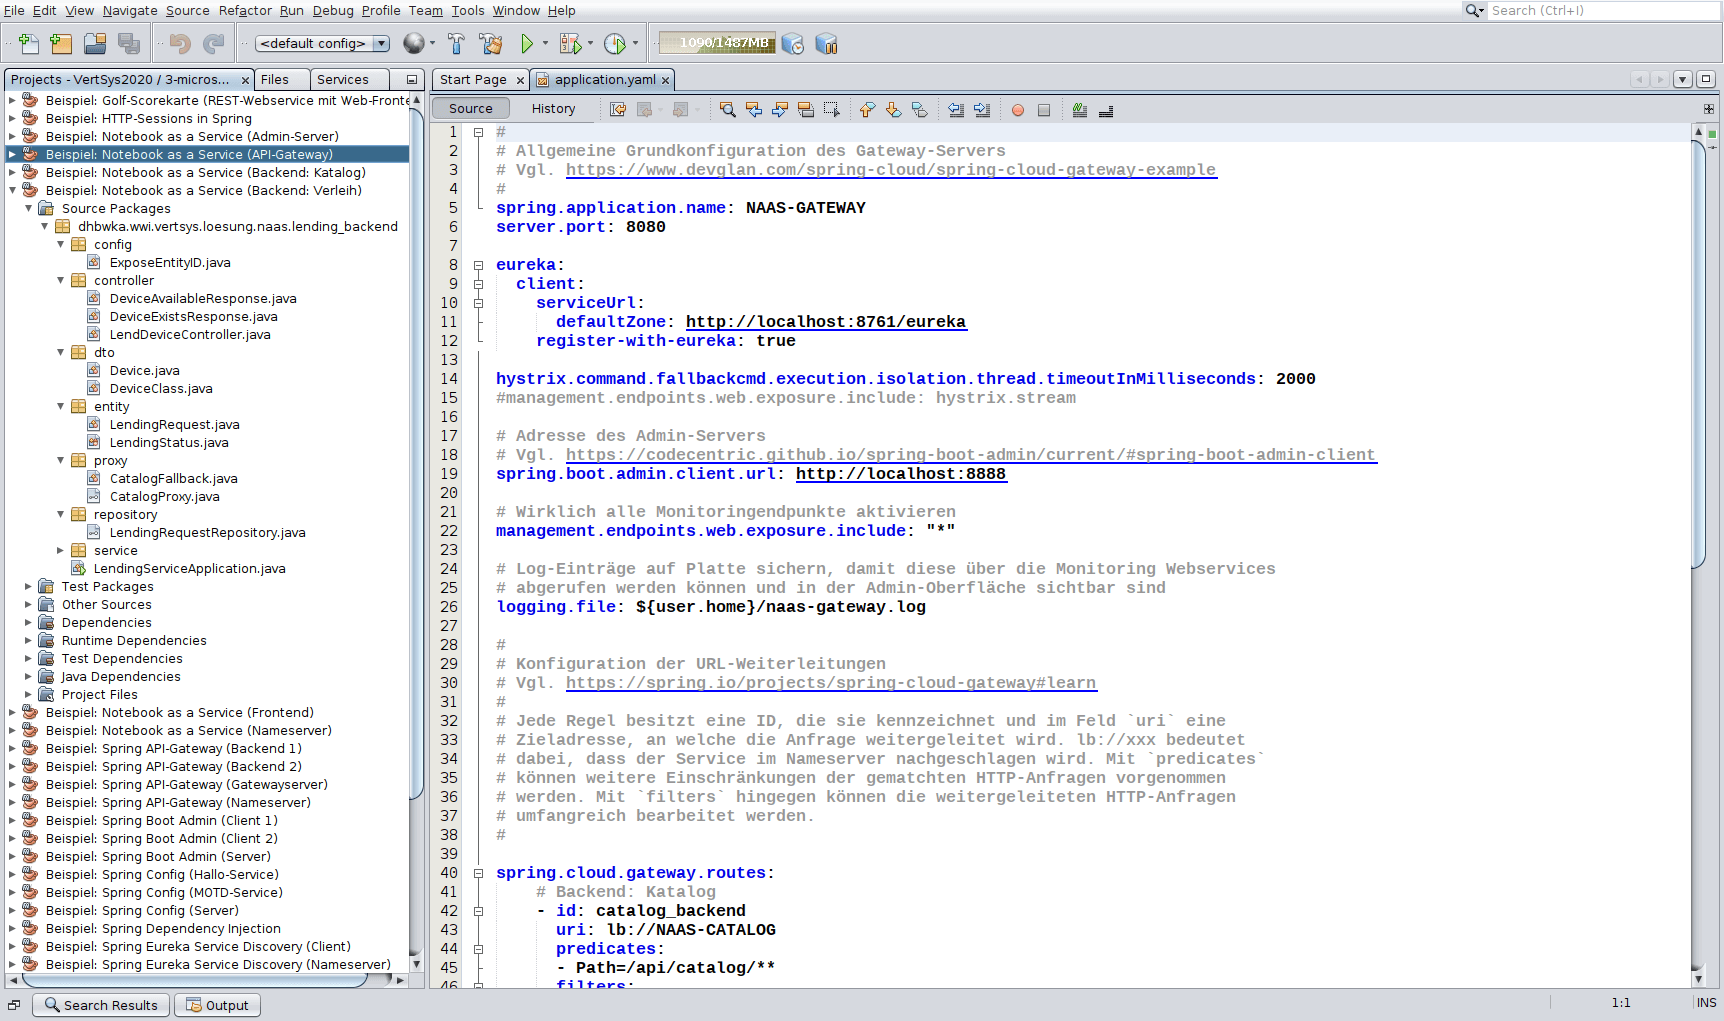 File Edit View Navigate Source Refactor Run Debug Profile Team Tools Window Help
Search (Ctrl+I)
<default config>
1090/1487MB
Projects - VertSys2020 / 3-micros...
Files
Services
Start Page
application.yaml
Source
History
Beispiel: Golf-Scorekarte (REST-Webservice mit Web-Fronte
Beispiel: HTTP-Sessions in Spring
Beispiel: Notebook as a Service (Admin-Server)
Beispiel: Notebook as a Service (API-Gateway)
Beispiel: Notebook as a Service (Backend: Katalog)
Beispiel: Notebook as a Service (Backend: Verleih)
Source Packages
dhbwka.wwi.vertsys.loesung.naas.lending_backend
config
ExposeEntityID.java
controller
DeviceAvailableResponse.java
DeviceExistsResponse.java
LendDeviceController.java
dto
Device.java
DeviceClass.java
entity
LendingRequest.java
LendingStatus.java
proxy
CatalogFallback.java
CatalogProxy.java
repository
LendingRequestRepository.java
service
LendingServiceApplication.java
Test Packages
Other Sources
Dependencies
Runtime Dependencies
Test Dependencies
Java Dependencies
Project Files
Beispiel: Notebook as a Service (Frontend)
Beispiel: Notebook as a Service (Nameserver)
Beispiel: Spring API-Gateway (Backend 1)
Beispiel: Spring API-Gateway (Backend 2)
Beispiel: Spring API-Gateway (Gatewayserver)
Beispiel: Spring API-Gateway (Nameserver)
Beispiel: Spring Boot Admin (Client 1)
Beispiel: Spring Boot Admin (Client 2)
Beispiel: Spring Boot Admin (Server)
Beispiel: Spring Config (Hallo-Service)
Beispiel: Spring Config (MOTD-Service)
Beispiel: Spring Config (Server)
Beispiel: Spring Dependency Injection
Beispiel: Spring Eureka Service Discovery (Client)
Beispiel: Spring Eureka Service Discovery (Nameserver)
1 #
2 # Allgemeine Grundkonfiguration des Gateway-Servers
3 # Vgl. https://www.devglan.com/spring-cloud/spring-cloud-gateway-example
4 #
5 spring.application.name: NAAS-GATEWAY
6 server.port: 8080
7
8 eureka:
9 client:
10 serviceUrl:
11 defaultZone: http://localhost:8761/eureka
12 register-with-eureka: true
13
14 hystrix.command.fallbackcmd.execution.isolation.thread.timeoutInMilliseconds: 2000
15 #management.endpoints.web.exposure.include: hystrix.stream
16
17 # Adresse des Admin-Servers
18 # Vgl. https://codecentric.github.io/spring-boot-admin/current/#spring-boot-admin-client
19 spring.boot.admin.client.url: http://localhost:8888
20
21 # Wirklich alle Monitoringendpunkte aktivieren
22 management.endpoints.web.exposure.include: "*"
23
24 # Log-Einträge auf Platte sichern, damit diese über die Monitoring Webservices
25 # abgerufen werden können und in der Admin-Oberfläche sichtbar sind
26 logging.file: ${user.home}/naas-gateway.log
27
28 #
29 # Konfiguration der URL-Weiterleitungen
30 # Vgl. https://spring.io/projects/spring-cloud-gateway#learn
31 #
32 # Jede Regel besitzt eine ID, die sie kennzeichnet und im Feld `uri` eine
33 # Zieladresse, an welche die Anfrage weitergeleitet wird. lb://xxx bedeutet
34 # dabei, dass der Service im Nameserver nachgeschlagen wird. Mit `predicates`
35 # können weitere Einschränkungen der gematchten HTTP-Anfragen vorgenommen
36 # werden. Mit `filters` hingegen können die weitergeleiteten HTTP-Anfragen
37 # umfangreich bearbeitet werden.
38 #
39
40 spring.cloud.gateway.routes:
41 # Backend: Katalog
42 - id: catalog_backend
43 uri: lb://NAAS-CATALOG
44 predicates:
45 - Path=/api/catalog/**
46 filters:
Search Results
Output
1:1
INS